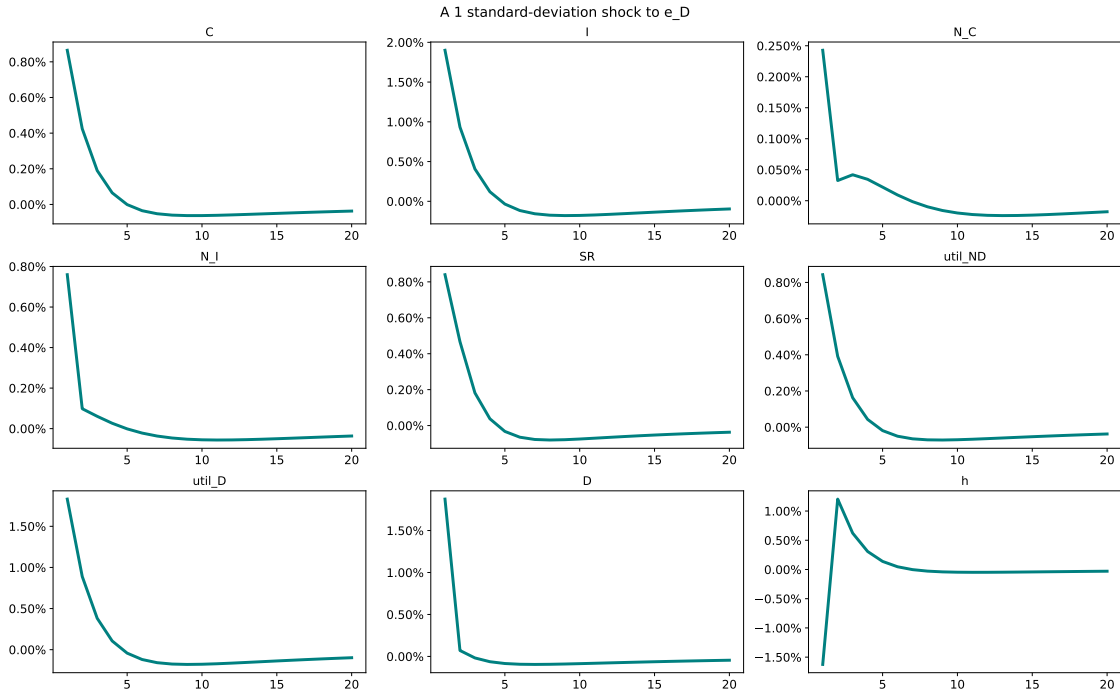 A 1 standard-deviation shock to e_D
C
0.80%
0.60%
0.40%
0.20%
0.00%
5 10 15 20
I
2.00%
1.50%
1.00%
0.50%
0.00%
5 10 15 20
N_C
0.250%
0.200%
0.150%
0.100%
0.050%
0.000%
5 10 15 20
N_I
0.80%
0.60%
0.40%
0.20%
0.00%
5 10 15 20
SR
0.80%
0.60%
0.40%
0.20%
0.00%
5 10 15 20
util_ND
0.80%
0.60%
0.40%
0.20%
0.00%
5 10 15 20
util_D
1.50%
1.00%
0.50%
0.00%
5 10 15 20
D
1.50%
1.00%
0.50%
0.00%
5 10 15 20
h
1.00%
0.50%
0.00%
−0.50%
−1.00%
−1.50%
5 10 15 20